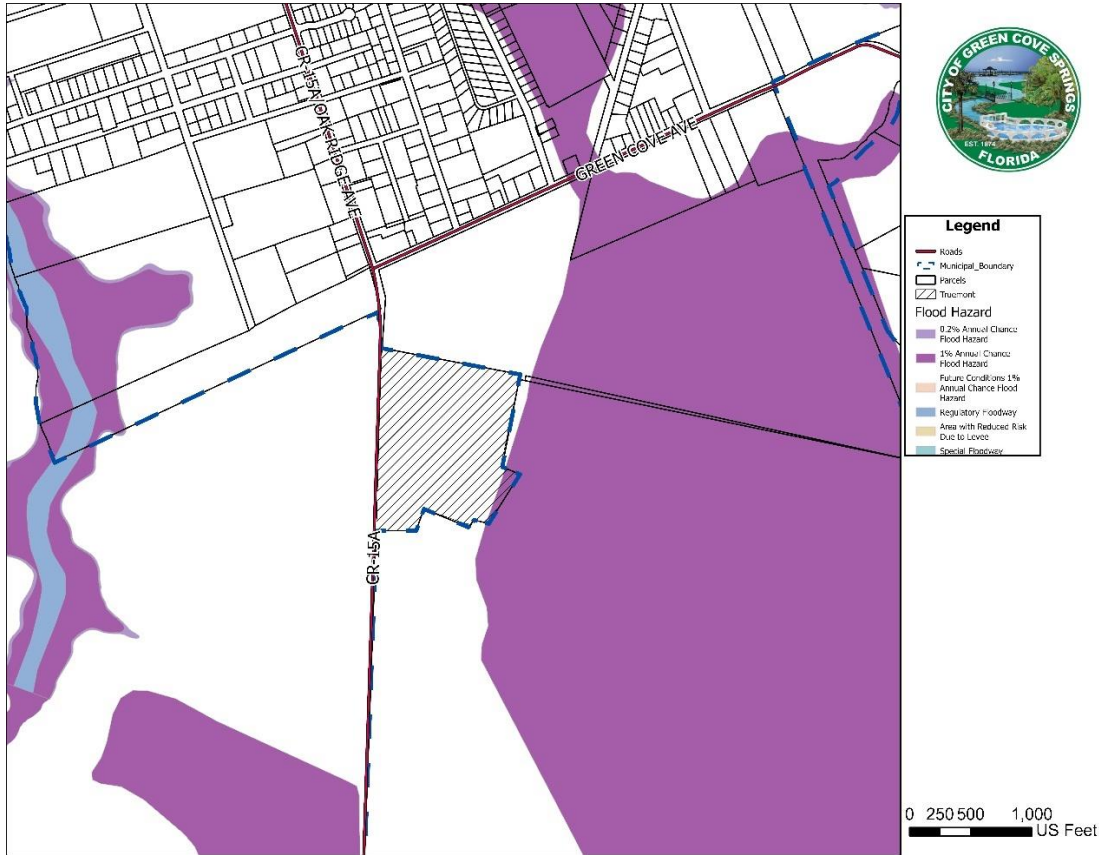 CR-15A OAK RIDGE AVE
GREEN COVE AVE
CR-15A
CITY OF GREEN COVE SPRINGS
EST. 1874
FLORIDA
Legend
Roads
Municipal_Boundary
Parcels
Truemont
Flood Hazard
0.2% Annual Chance
Flood Hazard
1% Annual Chance
Flood Hazard
Future Conditions 1%
Annual Chance Flood
Hazard
Regulatory Floodway
Area with Reduced Risk
Due to Levee
Special Floodway
0 250 500 1,000
US Feet